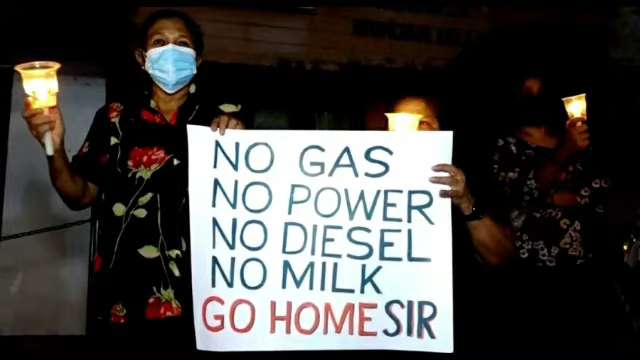 NO GAS
NO POWER
NO DIESEL
NO MILK
GO HOME SIR